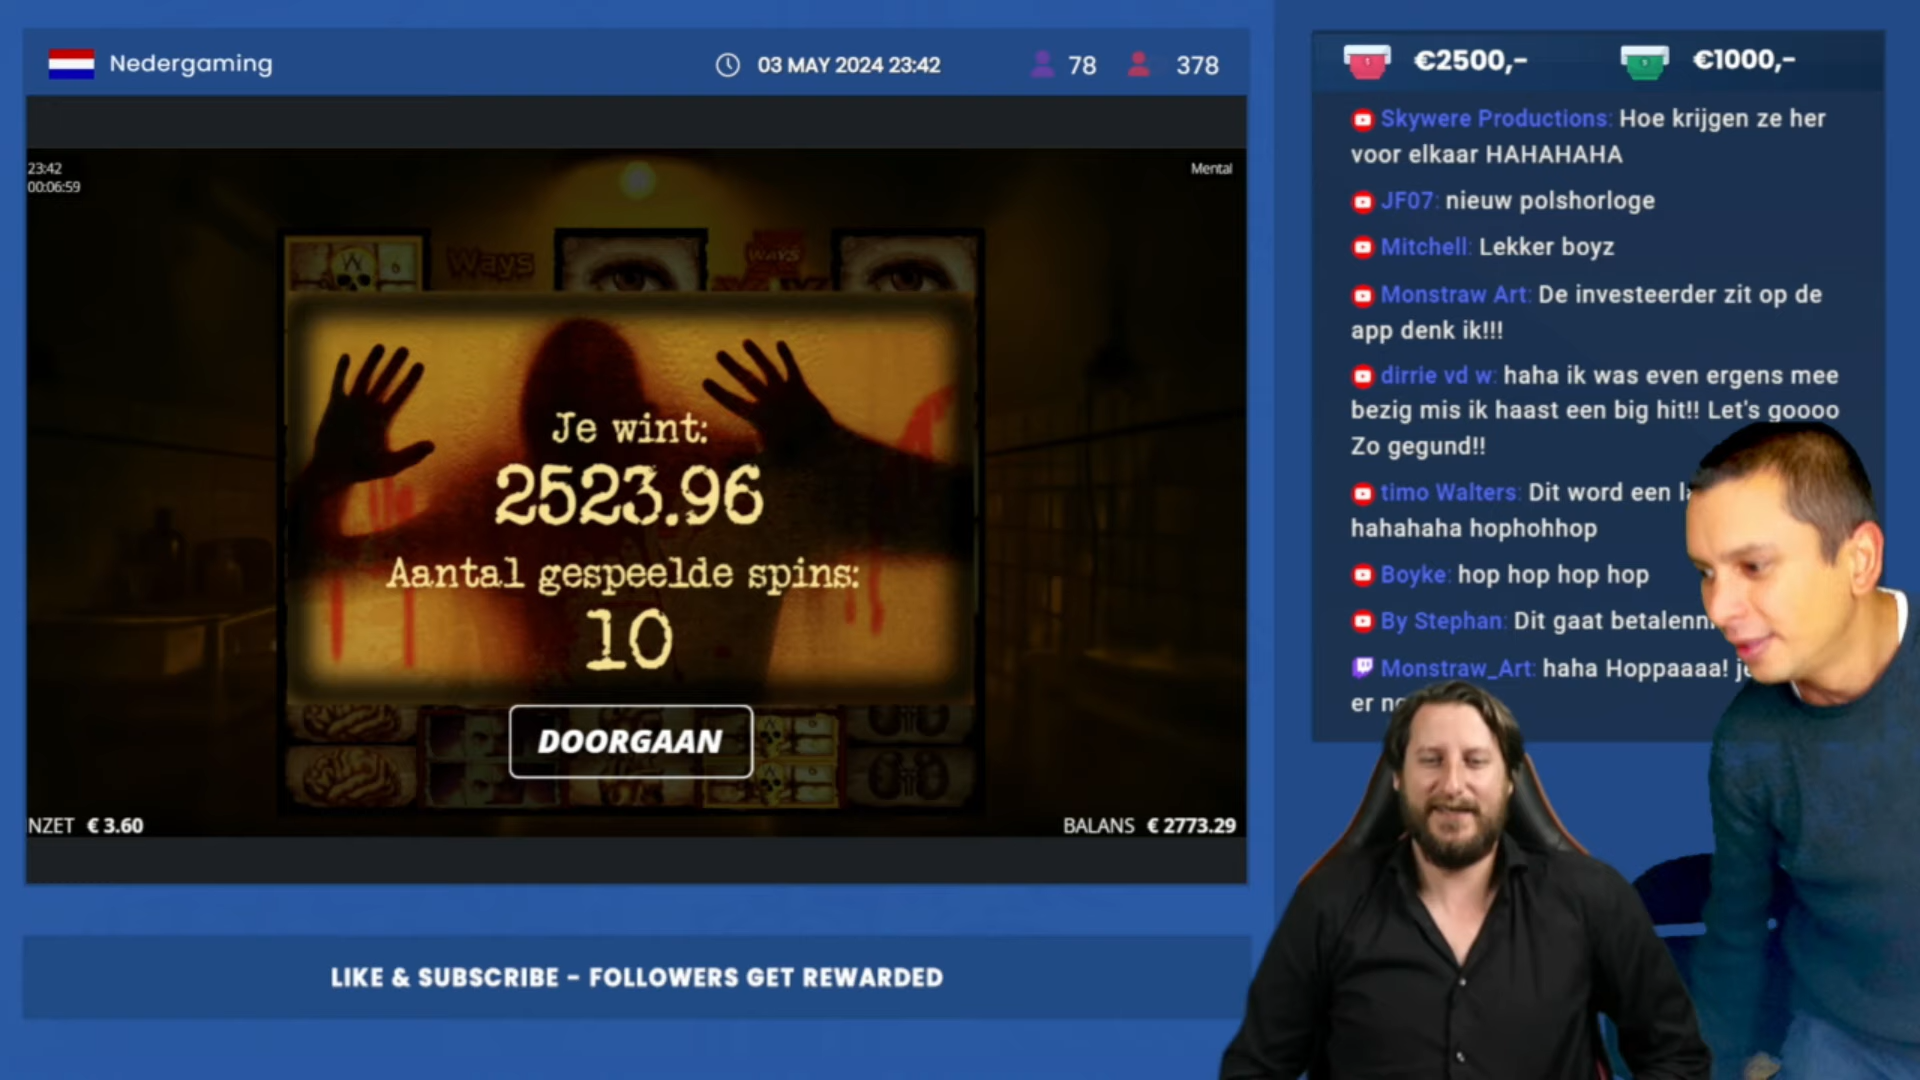 Nedergaming
03 MAY 2024 23:42
78
378
€2500,-
€1000,-
23:42
00:06:59
Mental
Ways
Ways
Je wint:
2523.96
Aantal gespeelde spins:
10
DOORGAAN
NZET € 3.60
BALANS € 2773.29
LIKE & SUBSCRIBE - FOLLOWERS GET REWARDED
Skywere Productions: Hoe krijgen ze her
voor elkaar HAHAHAHA
JF07: nieuw polshorloge
Mitchell: Lekker boyz
Monstraw Art: De investeerder zit op de
app denk ik!!!
dirrie vd w: haha ik was even ergens mee
bezig mis ik haast een big hit!! Let's goooo
Zo gegund!!
timo Walters: Dit word een
hahahaha hophohhop
Boyke: hop hop hop hop
By Stephan: Dit gaat betalenn
Monstraw_Art: haha Hoppaaaa!
er